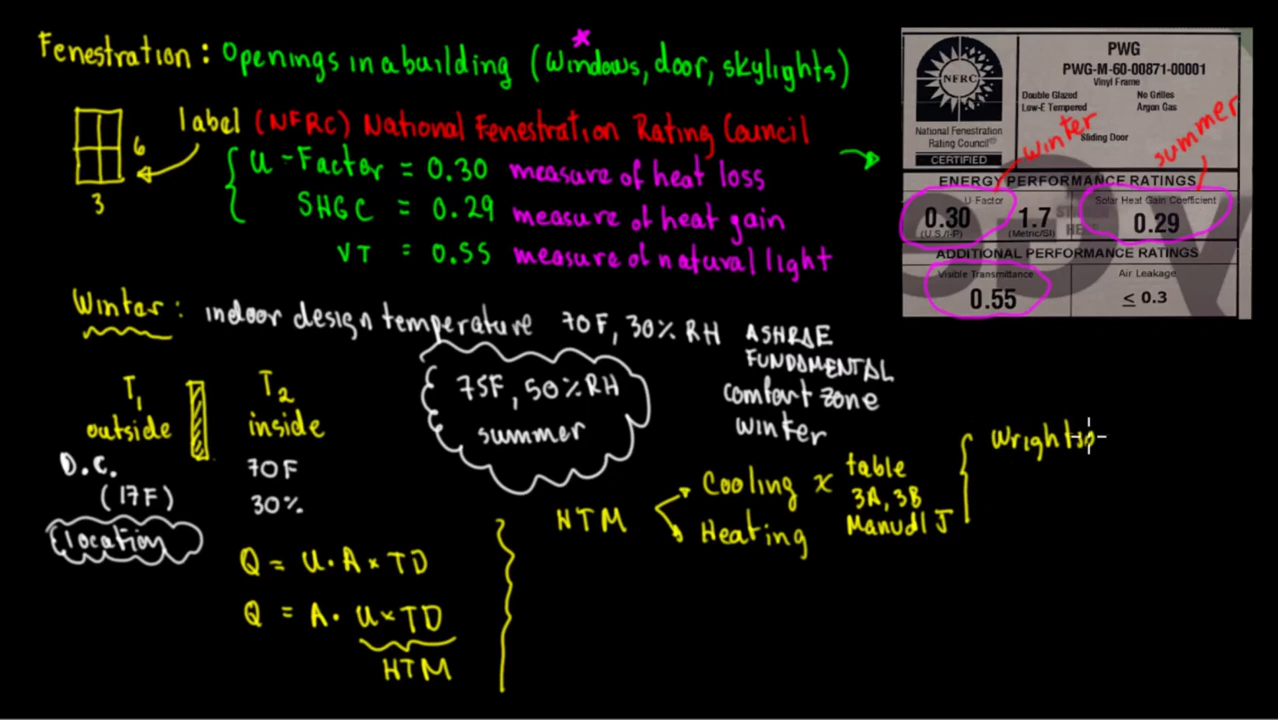 Fenestration: Openings in a building (windows, door, skylights)
*
label (NFRC) National Fenestration Rating Council
6
3
U-Factor = 0.30 measure of heat loss
SHGC = 0.29 measure of heat gain
VT = 0.55 measure of natural light
NFRC
National Fenestration
Rating Council
CERTIFIED
PWG
PWG-M-60-00871-00001
Vinyl Frame
Double Glazed No Grilles
Low-E Tempered Argon Gas
Sliding Door
winter
summer
ENERGY PERFORMANCE RATINGS
U-Factor
Solar Heat Gain Coefficient
0.30
(U.S./I-P)
1.7
(Metric/SI)
0.29
ADDITIONAL PERFORMANCE RATINGS
Visible Transmittance
0.55
Air Leakage
≤ 0.3
Winter: indoor design temperature 70F, 30% RH
ASHRAE
FUNDAMENTAL
comfort zone
winter
75F, 50% RH
summer
T1
outside
T2
inside
D.C.
(17F)
location
70F
30%
Q = U·A×TD
Q = A·U×TD
HTM
HTM
Cooling
Heating
× table
3A, 3B
Manual J